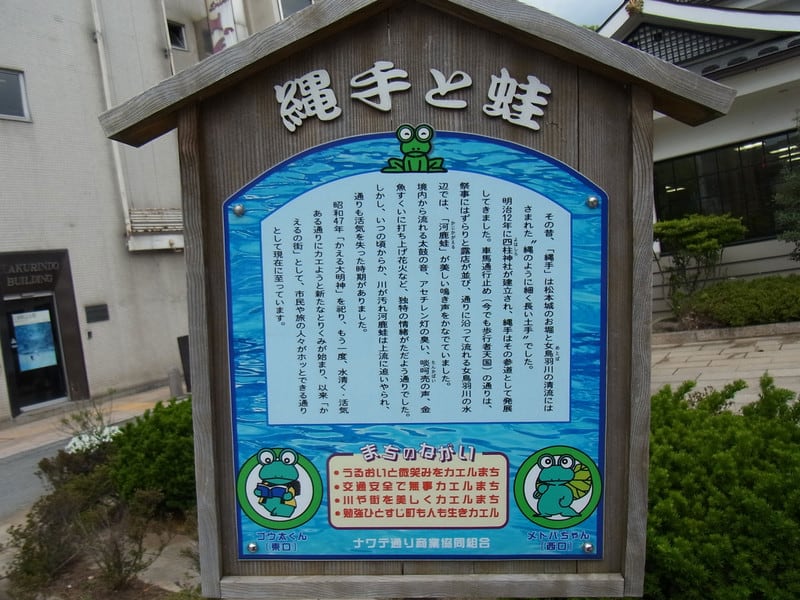 縄手と蛙
その昔、「縄手」は松本城のお堀と女鳥羽川の清流には
さまれた〝縄のように細く長い土手〟でした。
明治12年に四柱神社が建立され、縄手はその参道として発展
してきました。車馬通行止め（今でも歩行者天国）の通りは、
祭事にはずらりと露店が並び、通りに沿って流れる女鳥羽川の水
辺では、「河鹿蛙」が美しい鳴き声をかなでていました。
境内から流れる太鼓の音、アセチレン灯の臭い、啖呵売の声、金
魚すくいに打ち上げ花火など、独特の情緒がただよう通りでした。
しかし、いつの頃からか、川が汚れ河鹿蛙は上流に追いやられ、
通りも活気を失った時期がありました。
昭和47年「かえる大明神」を祀り、もう一度、水清く・活気
ある通りにカエようと新たなとりくみが始まり、以来「か
えるの街」として、市民や旅の人々がホッとできる通り
として現在に至っています。
まちのねがい
●うるおいと微笑みをカエルまち
●交通安全で無事カエルまち
●川や街を美しくカエルまち
●勉強ひとすじ町も人も生きカエル
コウ太くん
（東口）
メトバちゃん
（西口）
ナワテ通り商業協同組合
AKURINDO
BUILDING